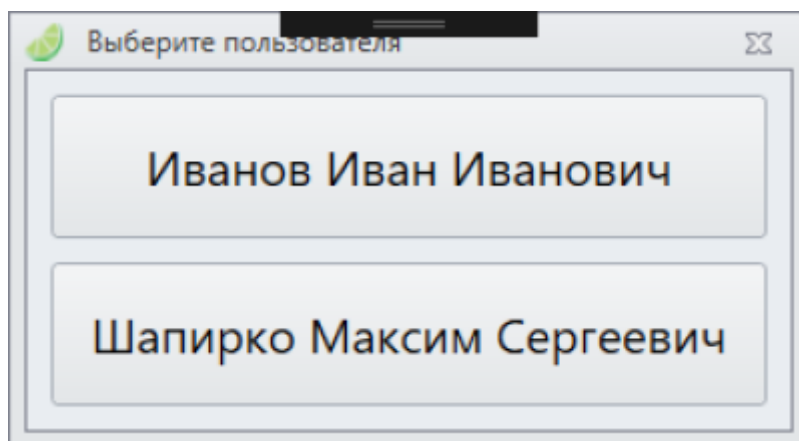 Выберите пользователя
Иванов Иван Иванович
Шапирко Максим Сергеевич